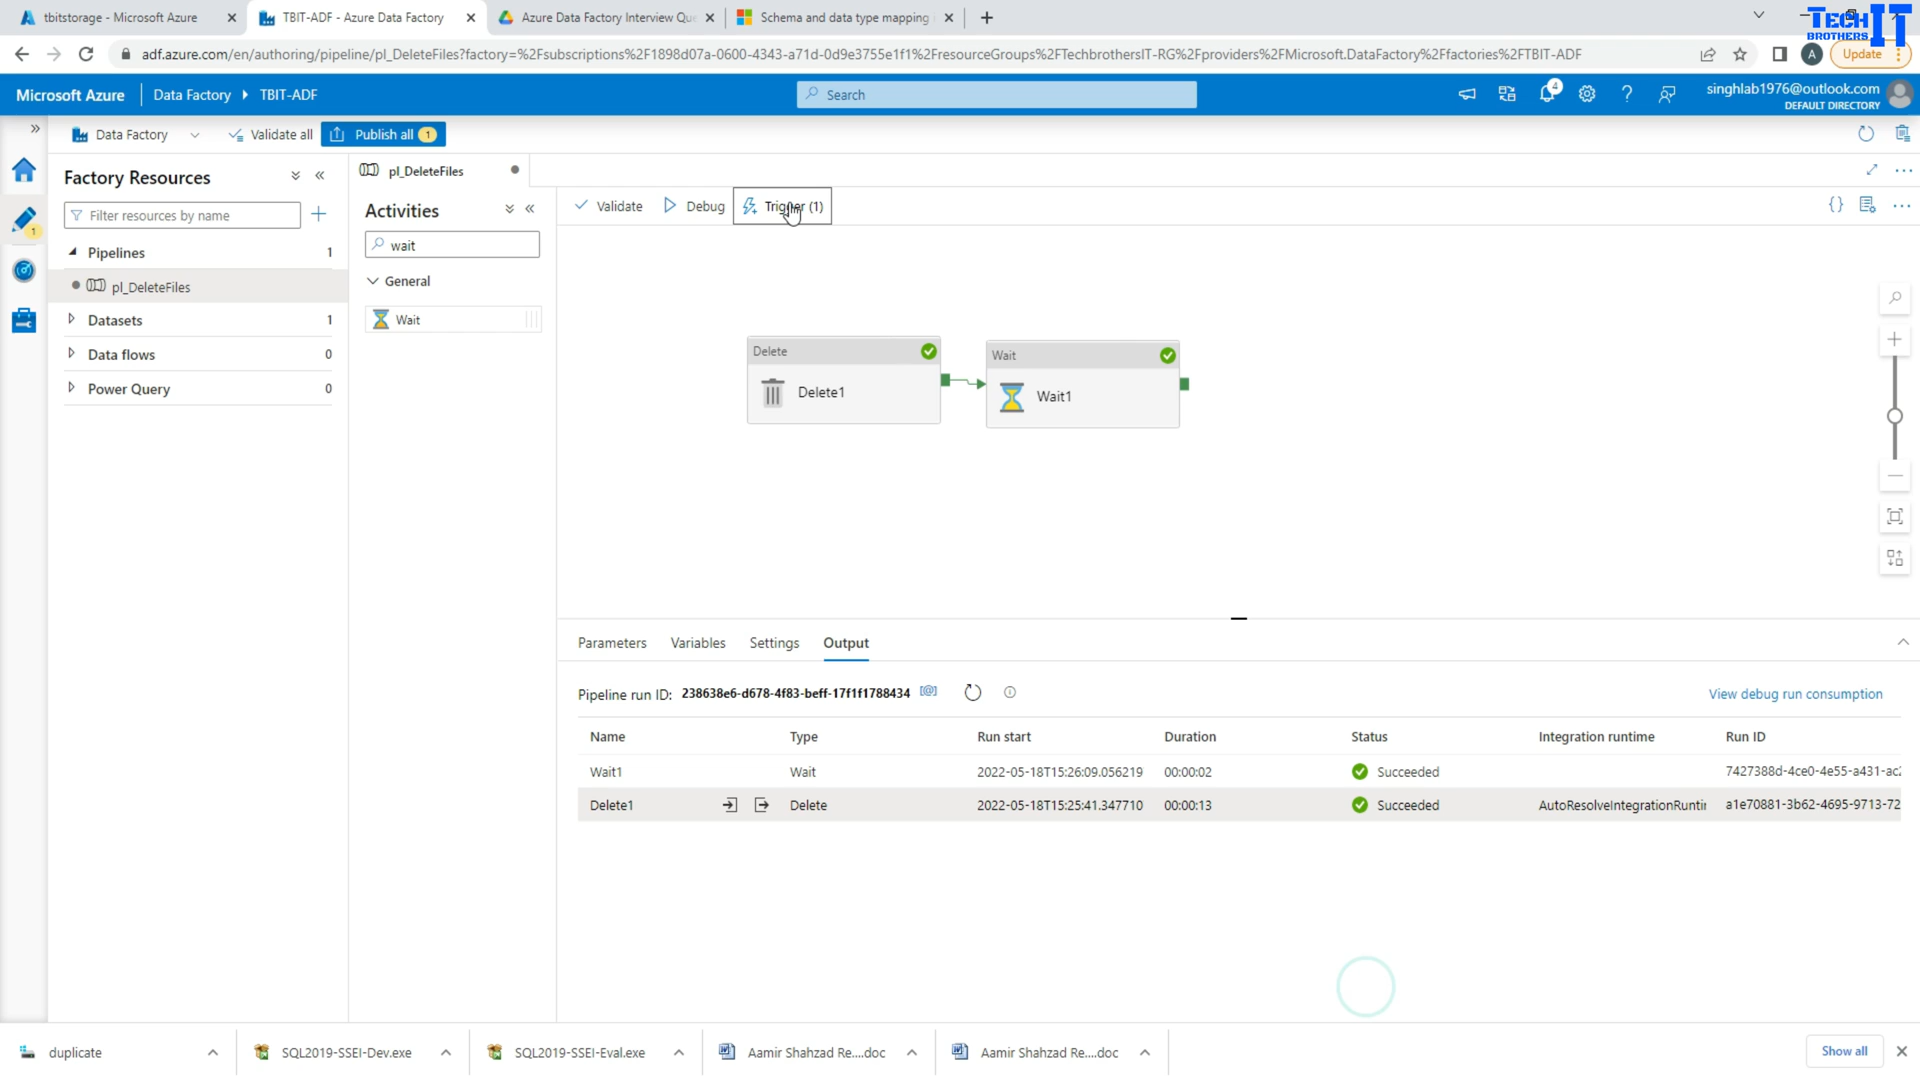 tbitstorage - Microsoft Azure
TBIT-ADF - Azure Data Factory
Azure Data Factory Interview Que
Schema and data type mapping
TECH IT
BROTHERS
adf.azure.com/en/authoring/pipeline/pl_DeleteFiles?factory=%2Fsubscriptions%2F1898d07a-0600-4343-a71d-0d9e3755e1f1%2FresourceGroups%2FTechbrothersIT-RG%2Fproviders%2FMicrosoft.DataFactory%2Ffactories%2FTBIT-ADF
A
Update
Microsoft Azure
Data Factory
TBIT-ADF
Search
4
singhlab1976@outlook.com
DEFAULT DIRECTORY
Data Factory
Validate all
Publish all
1
Factory Resources
pl_DeleteFiles
Activities
Validate
Debug
Trigger (1)
Filter resources by name
1
wait
Pipelines
1
General
pl_DeleteFiles
Wait
Datasets
1
Data flows
0
Power Query
0
Delete
Delete1
Wait
Wait1
Parameters
Variables
Settings
Output
Pipeline run ID: 238638e6-d678-4f83-beff-17f1f1788434
View debug run consumption
Name
Type
Run start
Duration
Status
Integration runtime
Run ID
Wait1
Wait
2022-05-18T15:26:09.056219
00:00:02
Succeeded
7427388d-4ce0-4e55-a431-ac2
Delete1
Delete
2022-05-18T15:25:41.347710
00:00:13
Succeeded
AutoResolveIntegrationRuntin
a1e70881-3b62-4695-9713-72
duplicate
SQL2019-SSEI-Dev.exe
SQL2019-SSEI-Eval.exe
Aamir Shahzad Re....doc
Aamir Shahzad Re....doc
Show all